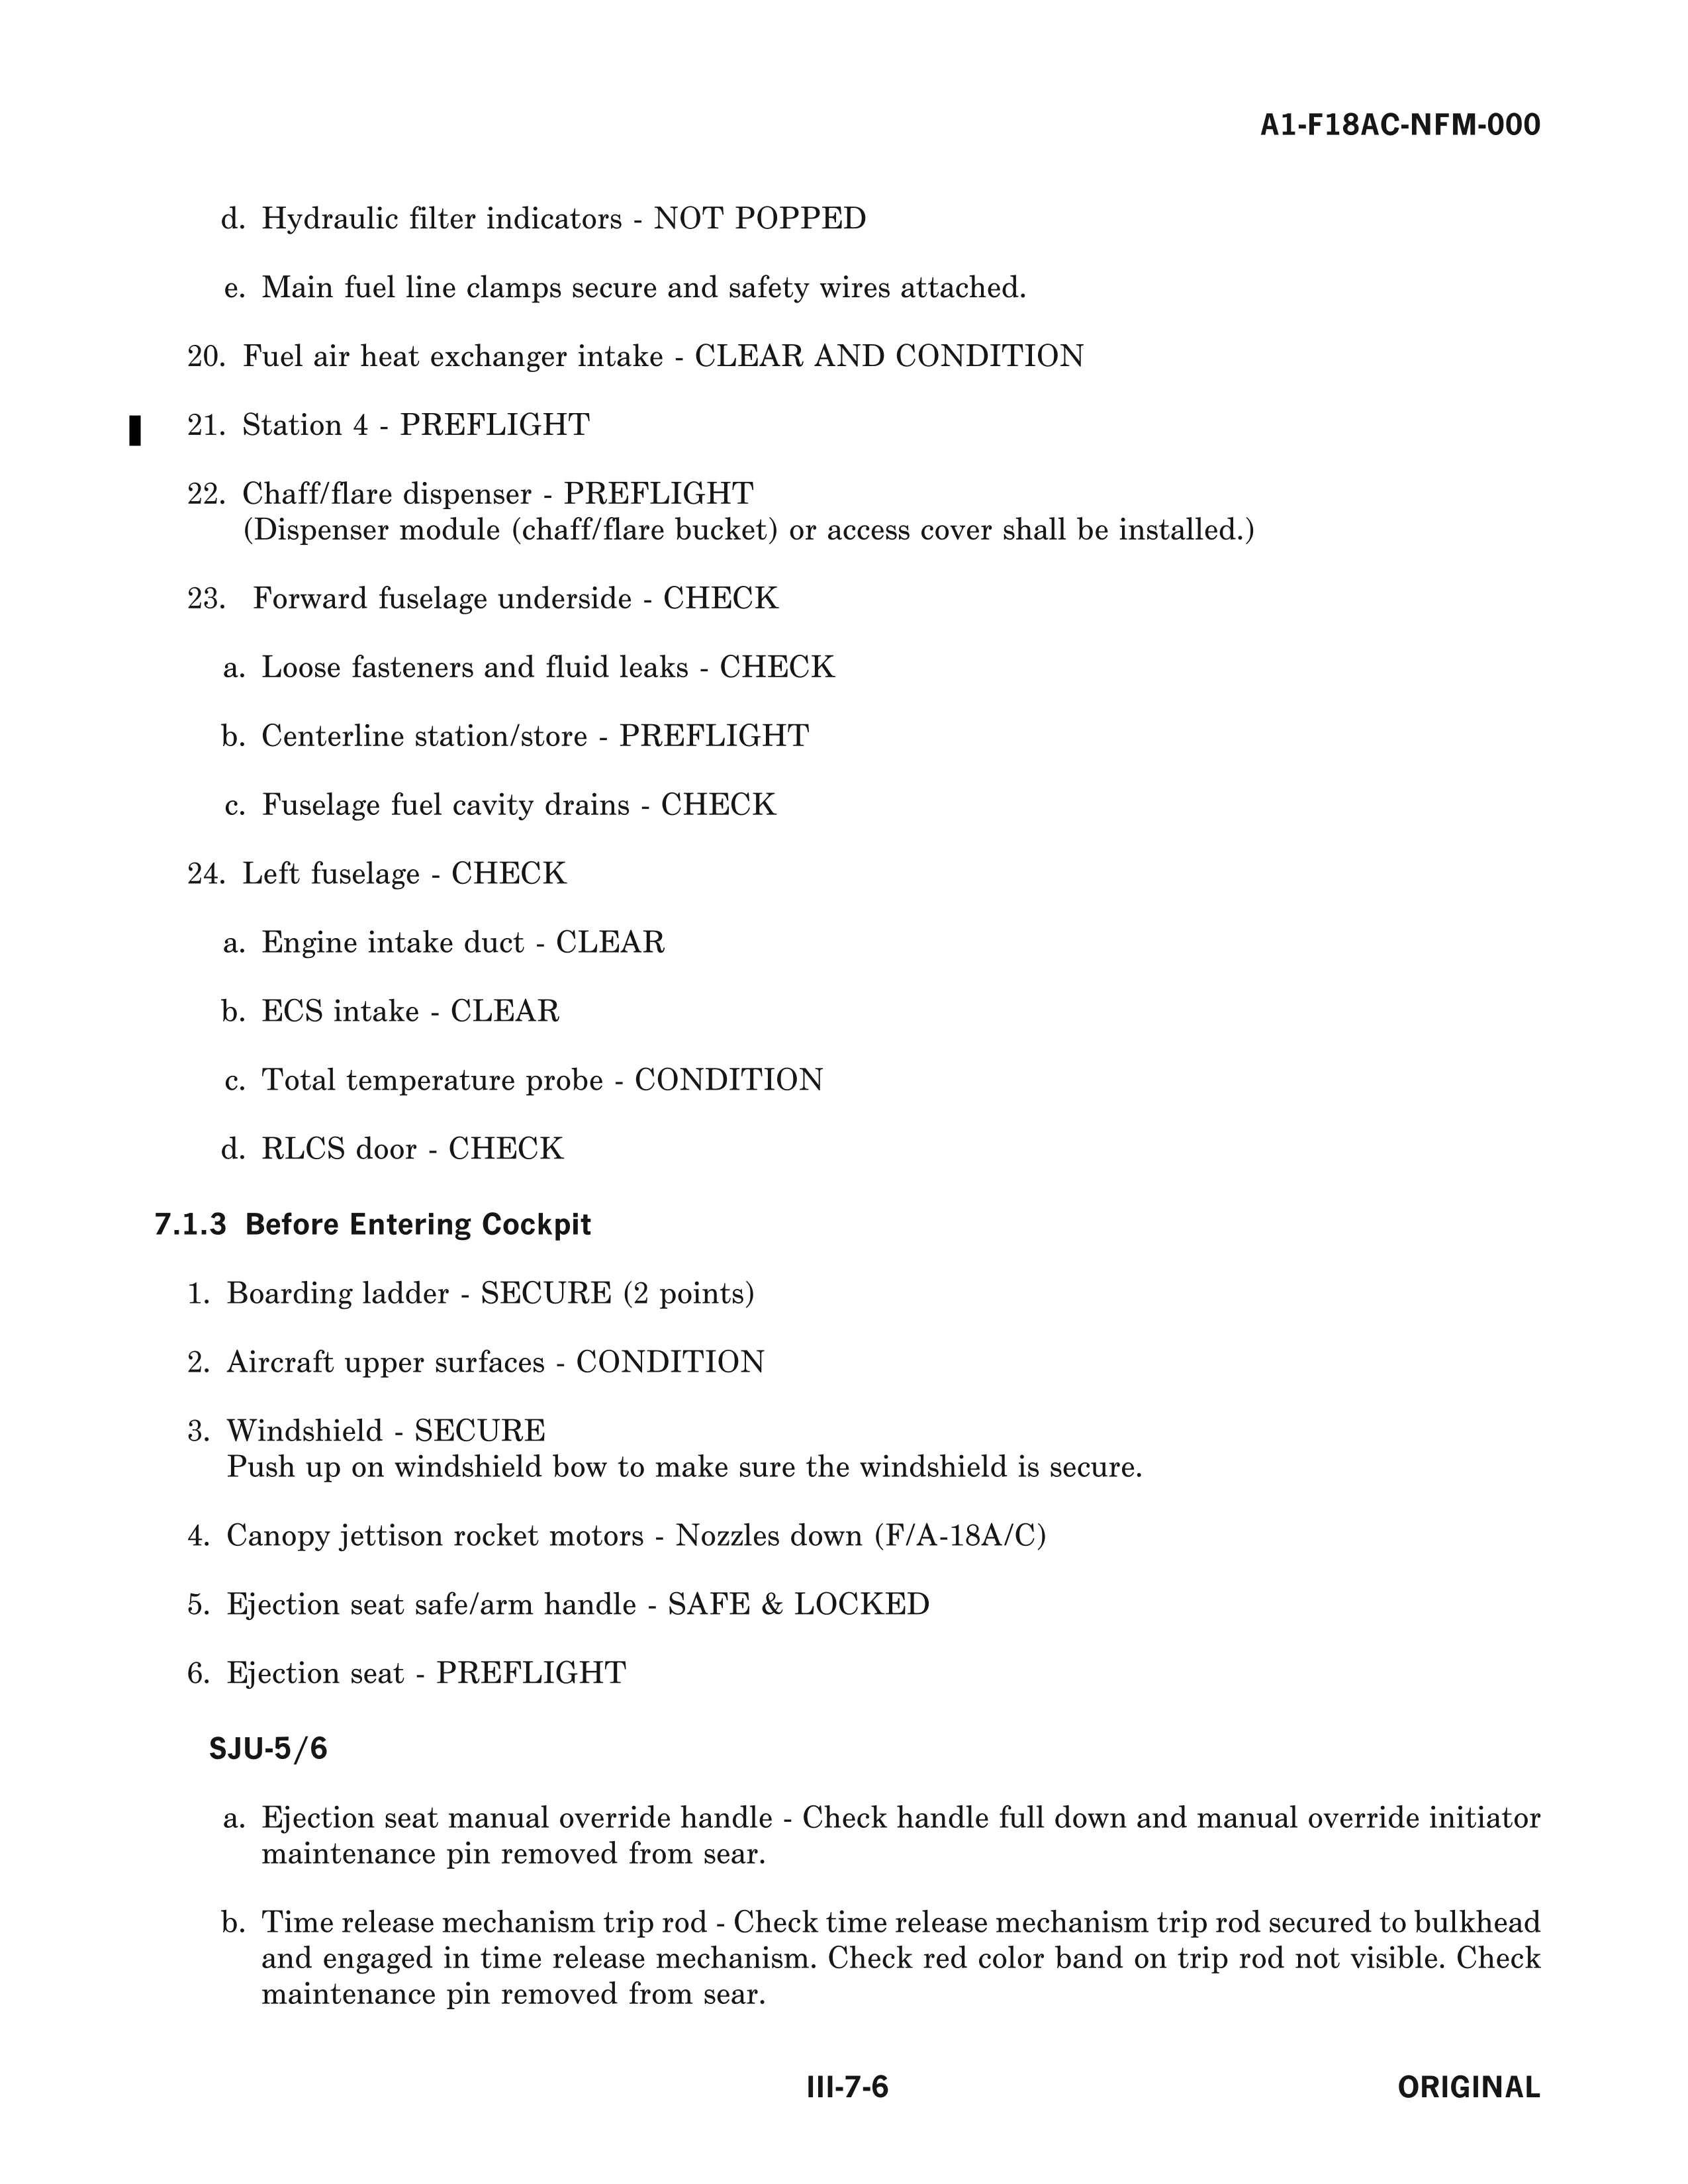 A1-F18AC-NFM-000
d. Hydraulic filter indicators - NOT POPPED
e. Main fuel line clamps secure and safety wires attached.
20. Fuel air heat exchanger intake - CLEAR AND CONDITION
21. Station 4 - PREFLIGHT
22. Chaff/flare dispenser - PREFLIGHT
(Dispenser module (chaff/flare bucket) or access cover shall be installed.)
23. Forward fuselage underside - CHECK
a. Loose fasteners and fluid leaks - CHECK
b. Centerline station/store - PREFLIGHT
c. Fuselage fuel cavity drains - CHECK
24. Left fuselage - CHECK
a. Engine intake duct - CLEAR
b. ECS intake - CLEAR
c. Total temperature probe - CONDITION
d. RLCS door - CHECK
7.1.3 Before Entering Cockpit
1. Boarding ladder - SECURE (2 points)
2. Aircraft upper surfaces - CONDITION
3. Windshield - SECURE
Push up on windshield bow to make sure the windshield is secure.
4. Canopy jettison rocket motors - Nozzles down (F/A-18A/C)
5. Ejection seat safe/arm handle - SAFE & LOCKED
6. Ejection seat - PREFLIGHT
SJU-5/6
a. Ejection seat manual override handle - Check handle full down and manual override initiator
maintenance pin removed from sear.
b. Time release mechanism trip rod - Check time release mechanism trip rod secured to bulkhead
and engaged in time release mechanism. Check red color band on trip rod not visible. Check
maintenance pin removed from sear.
III-7-6
ORIGINAL